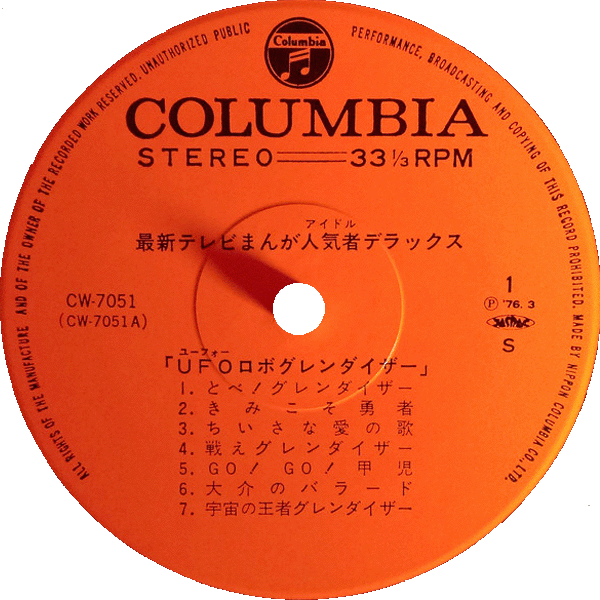 ALL RIGHTS OF THE MANUFACTURE AND OF THE OWNER OF THE RECORDED WORK RESERVED. UNAUTHORIZED PUBLIC PERFORMANCE, BROADCASTING AND COPYING OF THIS RECORD PROHIBITED. MADE BY NIPPON COLUMBIA CO., LTD.
Columbia
COLUMBIA
STEREO 33 1/3 RPM
アイドル
最新テレビまんが人気者デラックス
CW-7051
(CW-7051A)
1
Ⓟ '76. 3
JASRAC
S
ユーフォー
「UFOロボグレンダイザー」
1. とべ!グレンダイザー
2. きみこそ勇者
3. ちいさな愛の歌
4. 戦えグレンダイザー
5. GO! GO! 甲児
6. 大介のバラード
7. 宇宙の王者グレンダイザー